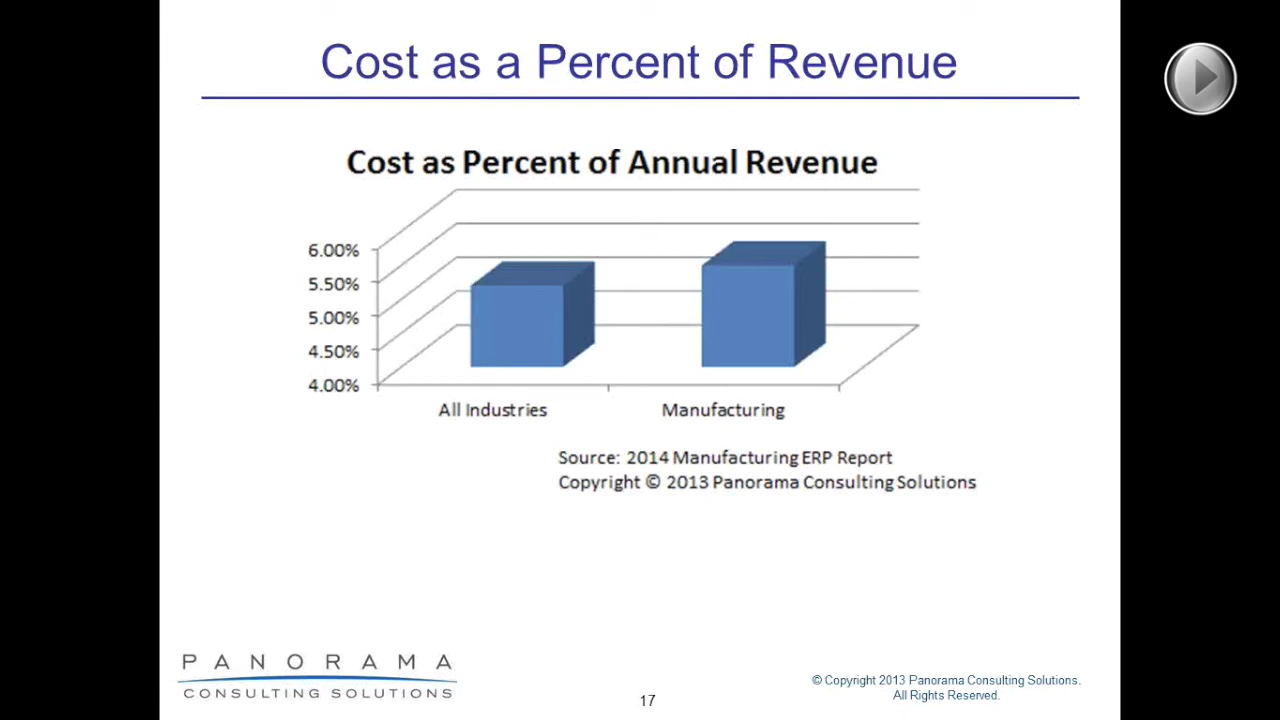 Cost as a Percent of Revenue
Cost as Percent of Annual Revenue
6.00%
5.50%
5.00%
4.50%
4.00%
All Industries
Manufacturing
Source: 2014 Manufacturing ERP Report
Copyright © 2013 Panorama Consulting Solutions
PANORAMA
CONSULTING SOLUTIONS
17
© Copyright 2013 Panorama Consulting Solutions.
All Rights Reserved.